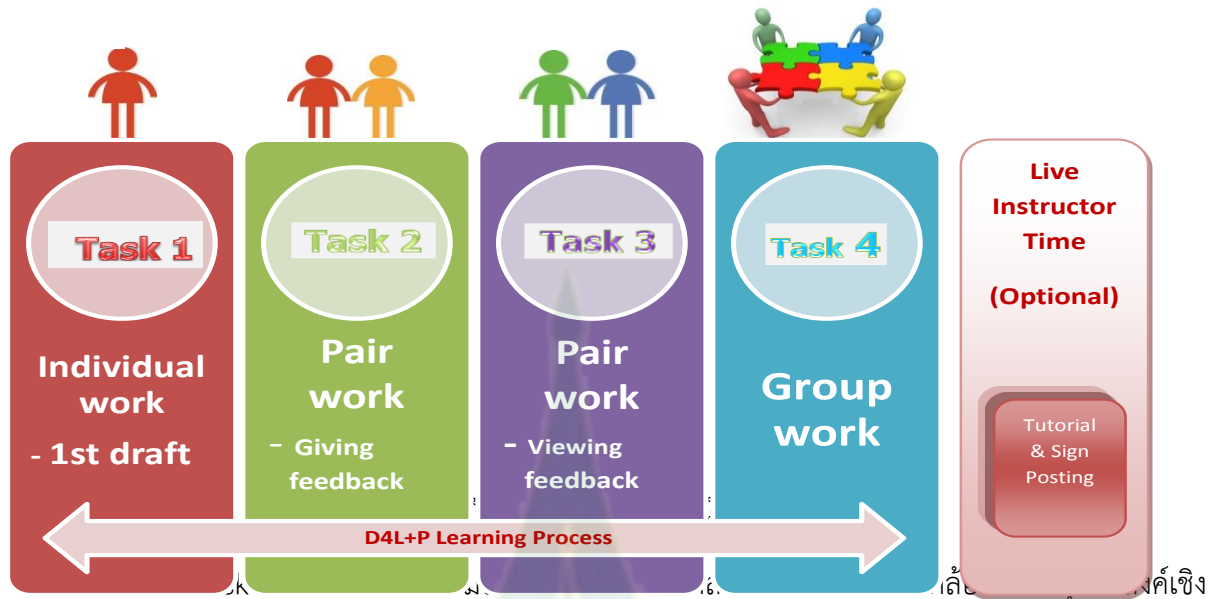 Task 1
Individual
work
- 1st draft
Task 2
Pair
work
- Giving
feedback
Task 3
Pair
work
- Viewing
feedback
Task 4
Group
work
Live
Instructor
Time
(Optional)
Tutorial
& Sign
Posting
D4L+P Learning Process